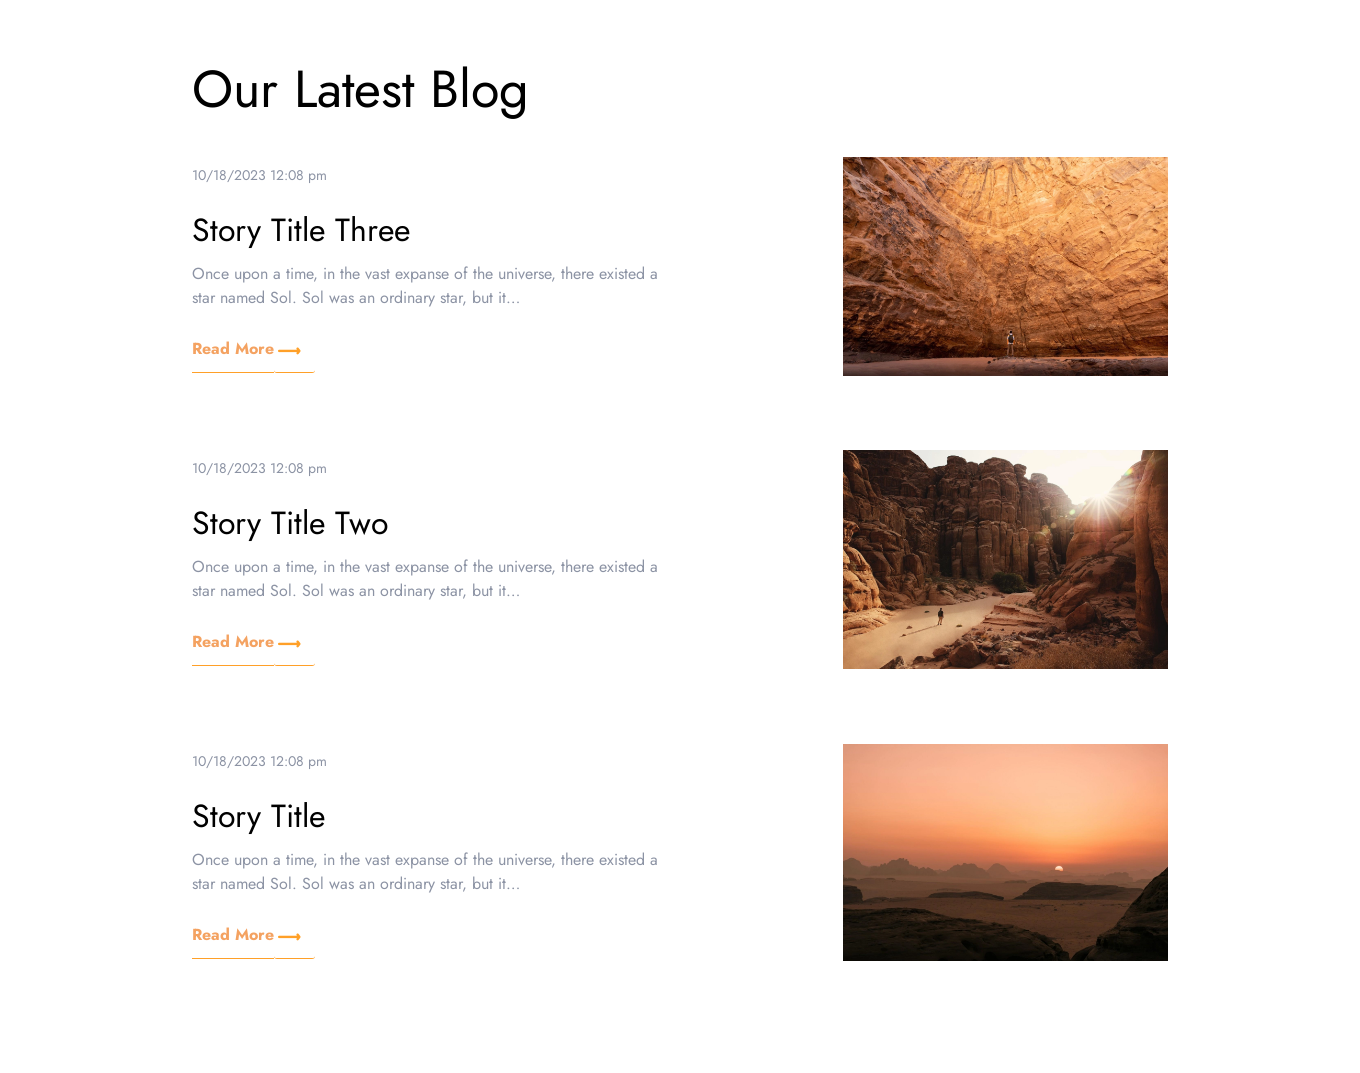 Our Latest Blog
10/18/2023 12:08 pm
Story Title Three
Once upon a time, in the vast expanse of the universe, there existed a
star named Sol. Sol was an ordinary star, but it...
Read More ⟶
10/18/2023 12:08 pm
Story Title Two
Once upon a time, in the vast expanse of the universe, there existed a
star named Sol. Sol was an ordinary star, but it...
Read More ⟶
10/18/2023 12:08 pm
Story Title
Once upon a time, in the vast expanse of the universe, there existed a
star named Sol. Sol was an ordinary star, but it...
Read More ⟶